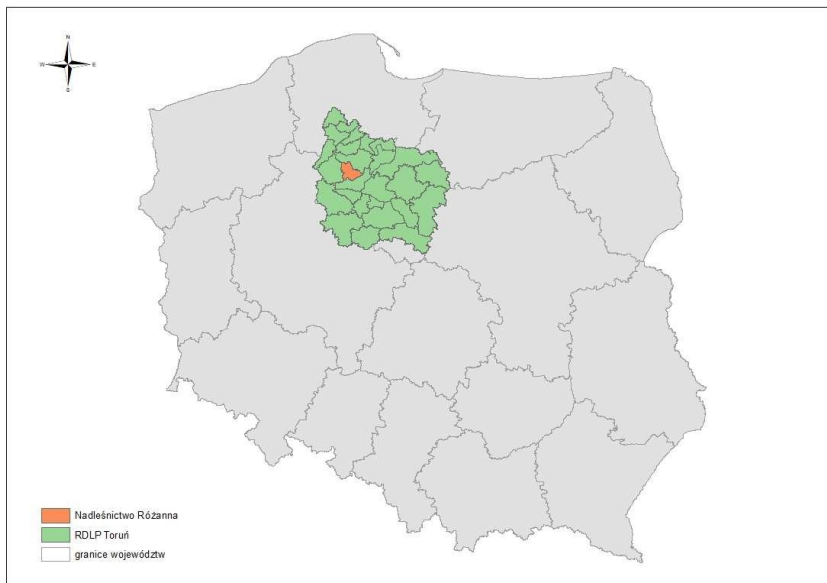 N
W E
S
Nadleśnictwo Różanna
RDLP Toruń
granice województw